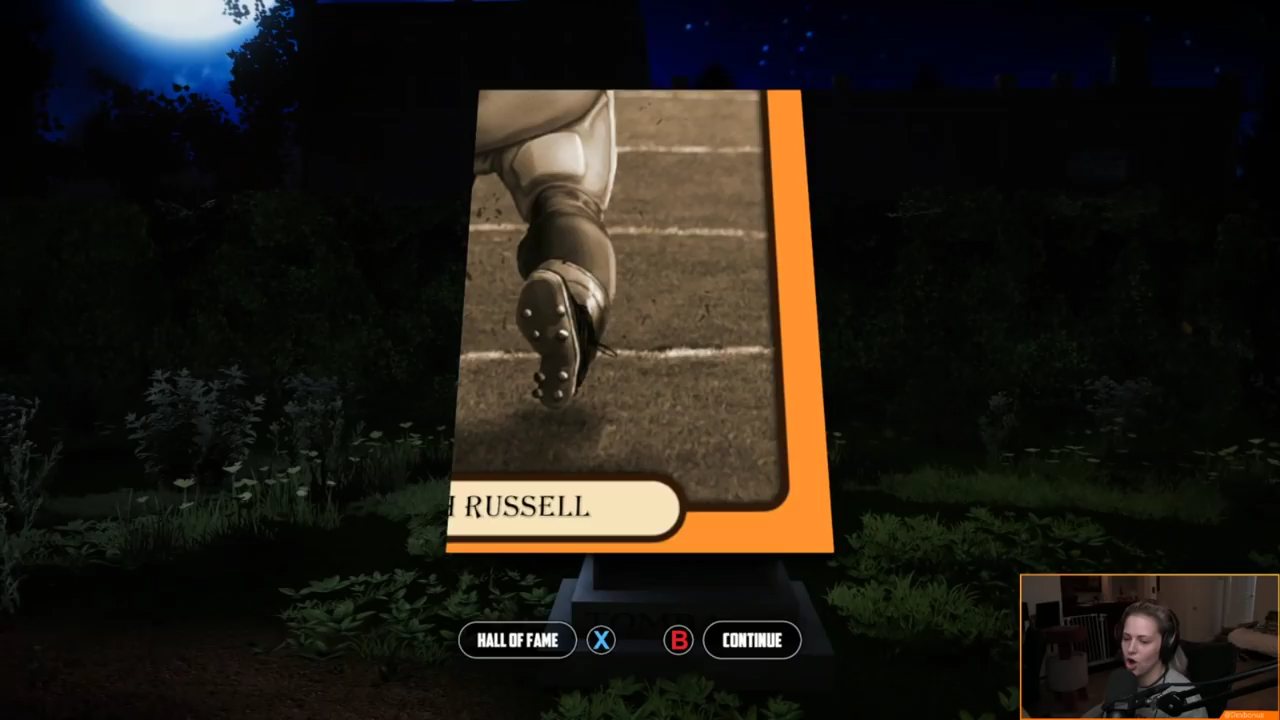 H RUSSELL
HALL OF FAME
X
B
CONTINUE